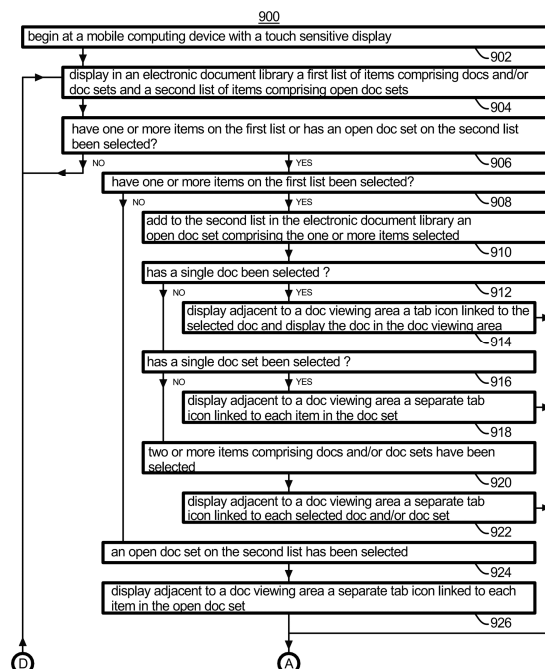 900
begin at a mobile computing device with a touch sensitive display
902
display in an electronic document library a first list of items comprising docs and/or
doc sets and a second list of items comprising open doc sets
904
have one or more items on the first list or has an open doc set on the second list
been selected?
906
NO
YES
have one or more items on the first list been selected?
908
NO
YES
add to the second list in the electronic document library an
open doc set comprising the one or more items selected
910
has a single doc been selected ?
912
NO
YES
display adjacent to a doc viewing area a tab icon linked to the
selected doc and display the doc in the doc viewing area
914
has a single doc set been selected ?
916
NO
YES
display adjacent to a doc viewing area a separate tab
icon linked to each item in the doc set
918
two or more items comprising docs and/or doc sets have been
selected
920
display adjacent to a doc viewing area a separate tab
icon linked to each selected doc and/or doc set
922
an open doc set on the second list has been selected
924
display adjacent to a doc viewing area a separate tab icon linked to each
item in the open doc set
926
D
A